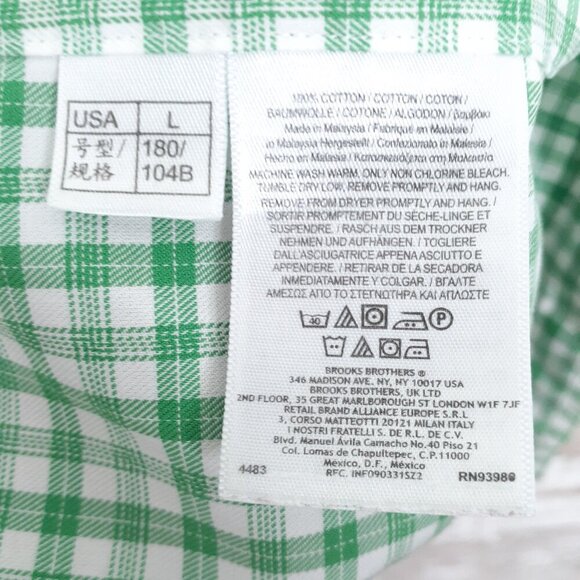 USA L
号型/ 180/
规格 104B
100% COTTON / COTTON / COTON /
BAUMWOLLE / COTONE / ALGODON / βαμβάκι
Made in Malaysia / Fabriqué en Malaisie /
in Malaysia Hergestellt / Confezionato in Malesia /
Hecho en Malasia / Κατασκευάζεται στη Μαλαισία
MACHINE WASH WARM, ONLY NON CHLORINE BLEACH.
TUMBLE DRY LOW, REMOVE PROMPTLY AND HANG.
REMOVE FROM DRYER PROMPTLY AND HANG. /
SORTIR PROMPTEMENT DU SÈCHE-LINGE ET
SUSPENDRE. / RASCH AUS DEM TROCKNER
NEHMEN UND AUFHÄNGEN. / TOGLIERE
DALL'ASCIUGATRICE APPENA ASCIUTTO E
APPENDERE. / RETIRAR DE LA SECADORA
INMEDIATAMENTE Y COLGAR. / ΒΓΑΛΤΕ
ΑΜΕΣΩΣ ΑΠΟ ΤΟ ΣΤΕΓΝΩΤΗΡΑ ΚΑΙ ΑΠΛΩΣΤΕ
40 P
BROOKS BROTHERS ®
346 MADISON AVE. NY, NY 10017 USA
BROOKS BROTHERS, UK LTD
2ND FLOOR, 35 GREAT MARLBOROUGH ST LONDON W1F 7JF
RETAIL BRAND ALLIANCE EUROPE S.R.L
3, CORSO MATTEOTTI 20121 MILAN ITALY
I NOSTRI FRATELLI S. DE R.L. DE C.V
Blvd. Manuel Ávila Camacho No.40 Piso 21
Col. Lomas de Chapultepec, C.P 11000
México, D.F., México
4483 RFC. INF090331SZ2 RN93980